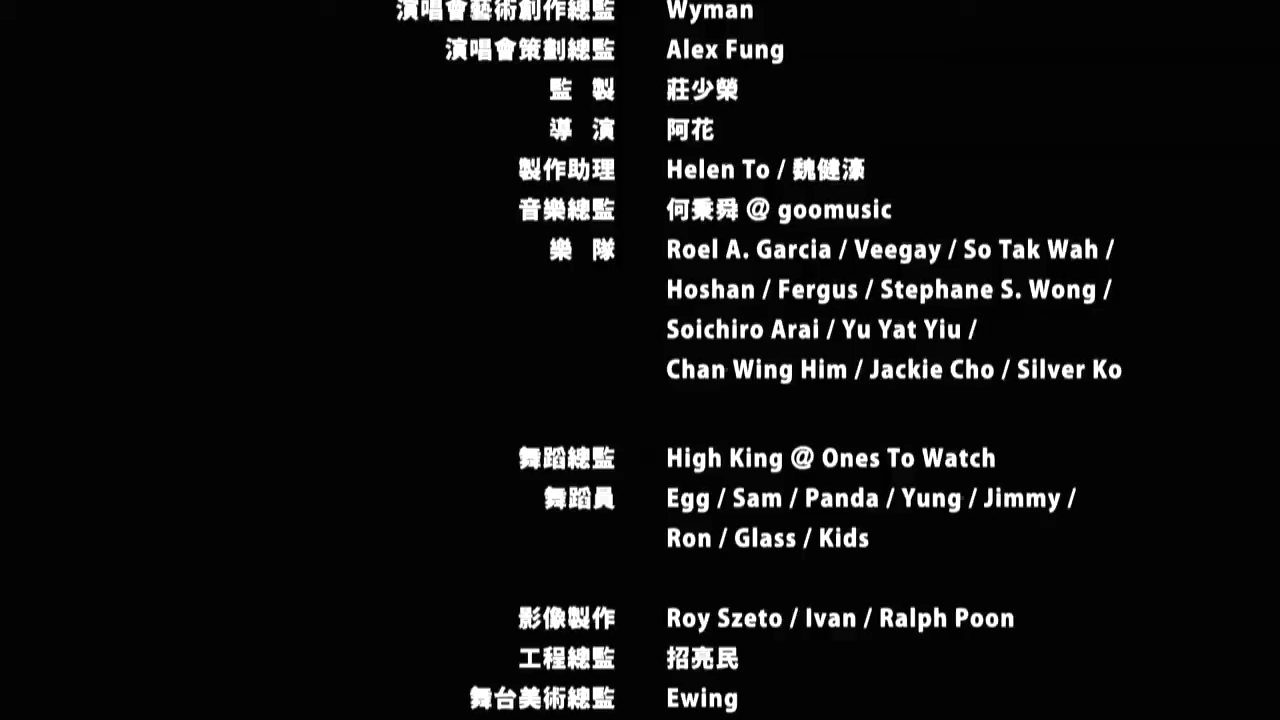 演唱會藝術創作總監 Wyman
演唱會策劃總監 Alex Fung
監 製 莊少榮
導 演 阿花
製作助理 Helen To / 魏健濠
音樂總監 何秉舜 @ goomusic
樂 隊 Roel A. Garcia / Veegay / So Tak Wah /
Hoshan / Fergus / Stephane S. Wong /
Soichiro Arai / Yu Yat Yiu /
Chan Wing Him / Jackie Cho / Silver Ko
舞蹈總監 High King @ Ones To Watch
舞蹈員 Egg / Sam / Panda / Yung / Jimmy /
Ron / Glass / Kids
影像製作 Roy Szeto / Ivan / Ralph Poon
工程總監 招亮民
舞台美術總監 Ewing